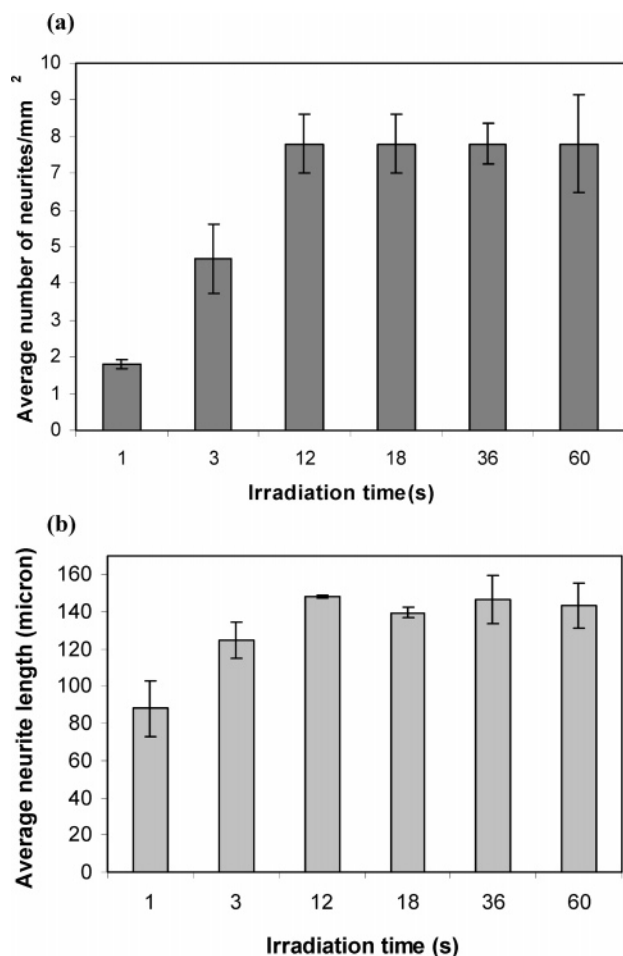 (a)
Average number of neurites/mm 2
10
9
8
7
6
5
4
3
2
1
0
1 3 12 18 36 60
Irradiation time(s)
(b)
Average neurite length (micron)
160
140
120
100
80
60
40
20
0
1 3 12 18 36 60
Irradiation time (s)